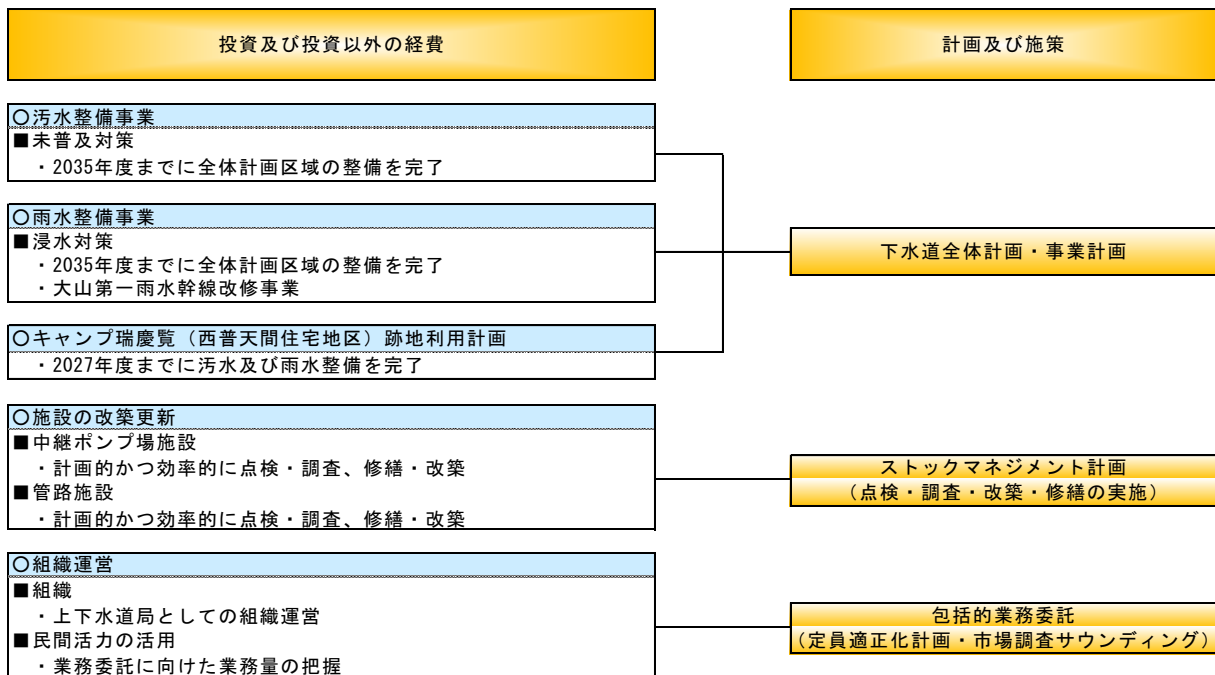 投資及び投資以外の経費
計画及び施策
〇汚水整備事業
■未普及対策
・2035年度までに全体計画区域の整備を完了
〇雨水整備事業
■浸水対策
・2035年度までに全体計画区域の整備を完了
・大山第一雨水幹線改修事業
〇キャンプ瑞慶覧（西普天間住宅地区）跡地利用計画
・2027年度までに汚水及び雨水整備を完了
下水道全体計画・事業計画
〇施設の改築更新
■中継ポンプ場施設
・計画的かつ効率的に点検・調査、修繕・改築
■管路施設
・計画的かつ効率的に点検・調査、修繕・改築
ストックマネジメント計画
（点検・調査・改築・修繕の実施）
〇組織運営
■組織
・上下水道局としての組織運営
■民間活力の活用
・業務委託に向けた業務量の把握
包括的業務委託
（定員適正化計画・市場調査サウンディング）